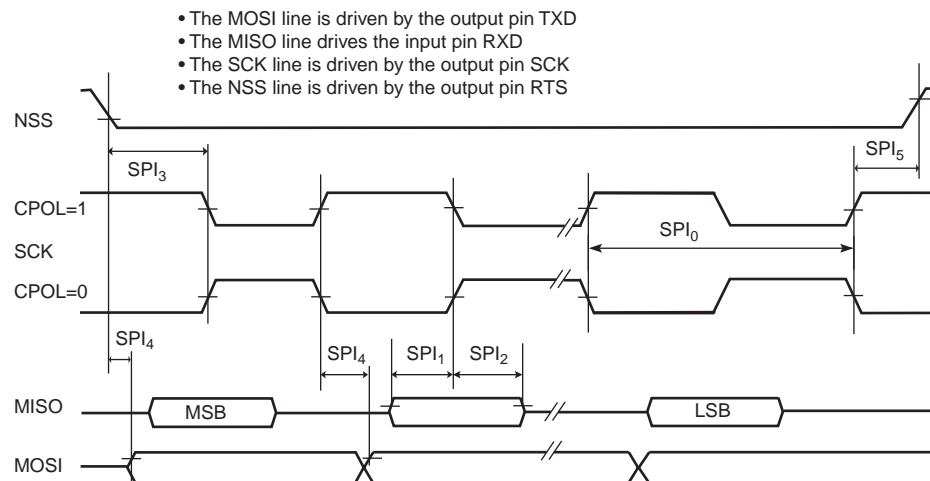 • The MOSI line is driven by the output pin TXD
• The MISO line drives the input pin RXD
• The SCK line is driven by the output pin SCK
• The NSS line is driven by the output pin RTS
NSS
SPI3
SPI5
CPOL=1
SCK
SPI0
CPOL=0
SPI4
SPI4
SPI1
SPI2
MISO
MSB
LSB
MOSI